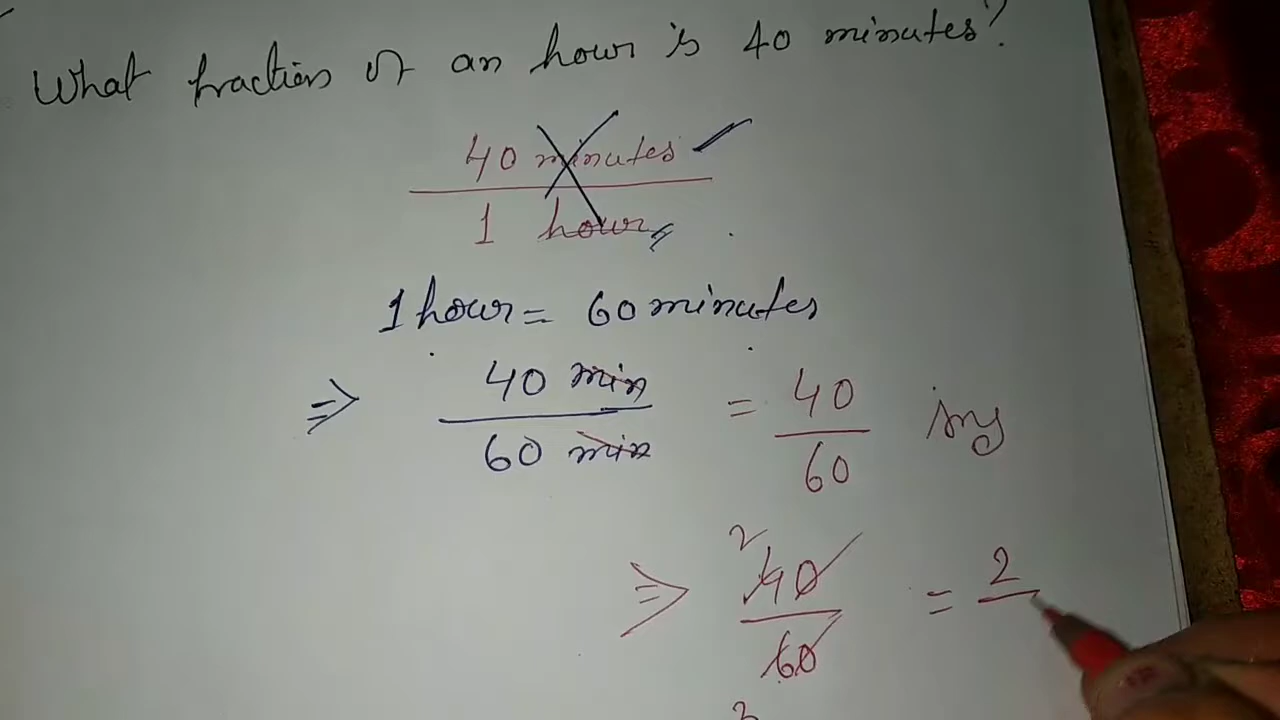 What fraction of an hour is 40 minutes?
40 minutes
1 hour
1 hour = 60 minutes
⇒ 40 min / 60 min = 40 / 60
⇒ 40 / 60 = 2
2
3